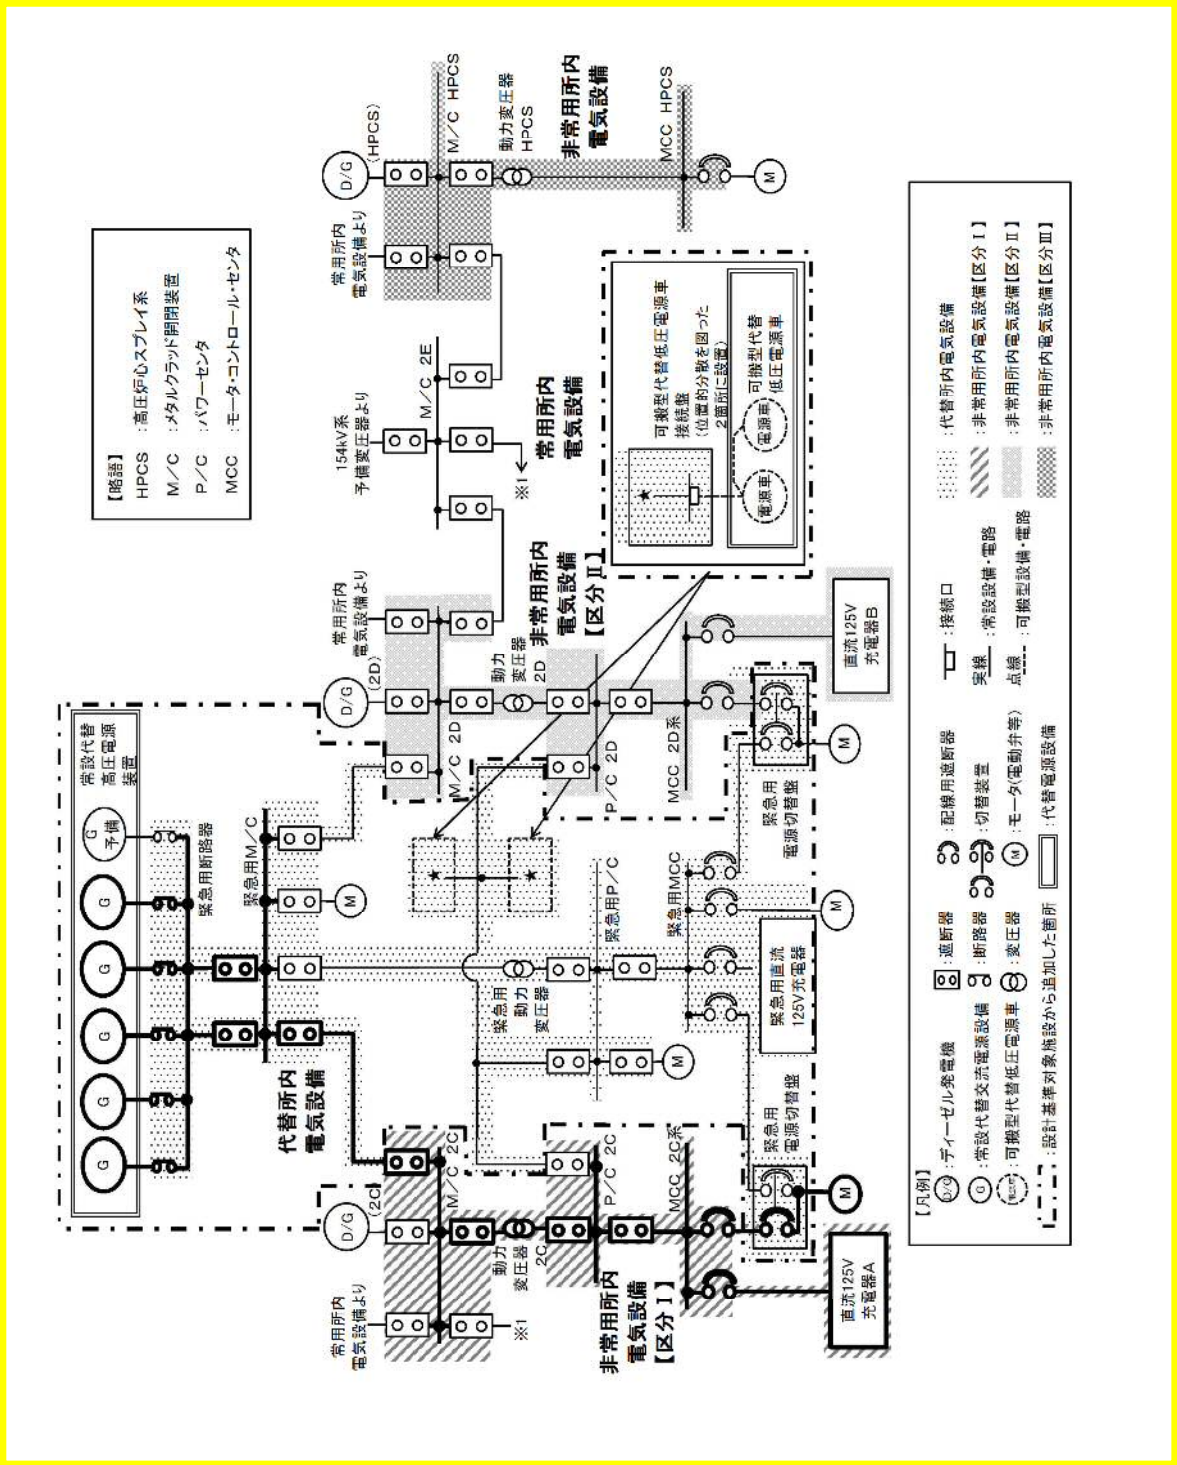 【略語】
HPCS :高圧炉心スプレイ系
M/C :メタルクラッド開閉装置
P/C :パワーセンタ
MCC :モータ・コントロール・センタ
常設代替
高圧電源
装置
G
G
G
G
G
G
予備
緊急用断路器
緊急用M/C
M
代替所内
電気設備
常用所内
電気設備より
D/G
(2C)
M/C 2C
※1
動力
変圧器
2C
非常用所内
電気設備
【区分Ⅰ】
P/C 2C
MCC 2C系
緊急用
電源切替盤
M
直流125V
充電器A
緊急用
動力
変圧器
緊急用P/C
M
緊急用MCC
緊急用直流
125V充電器
M
D/G
(2D)
常用所内
電気設備より
M/C 2D
動力
変圧器
2D
非常用所内
電気設備
【区分Ⅱ】
P/C 2D
MCC 2D系
緊急用
電源切替盤
M
直流125V
充電器B
154kV系
予備変圧器より
M/C 2E
※1
常用所内
電気設備
常用所内
電気設備より
D/G
(HPCS)
M/C HPCS
動力変圧器
HPCS
非常用所内
電気設備
MCC HPCS
M
★
★
★
可搬型代替低圧電源車
接続盤
(位置的分散を図った
2箇所に設置)
可搬型代替
低圧電源車
電源車
電源車
【凡例】
D/G :ディーゼル発電機
G :常設代替交流電源設備
:可搬型代替低圧電源車
:設計基準対象施設から追加した箇所
:遮断器
:断路器
:変圧器
:配線用遮断器
:切替装置
M :モータ(電動弁等)
:代替電源設備
:接続口
実線 :常設設備・電路
点線 :可搬型設備・電路
:代替所内電気設備
:非常用所内電気設備【区分Ⅰ】
:非常用所内電気設備【区分Ⅱ】
:非常用所内電気設備【区分Ⅲ】